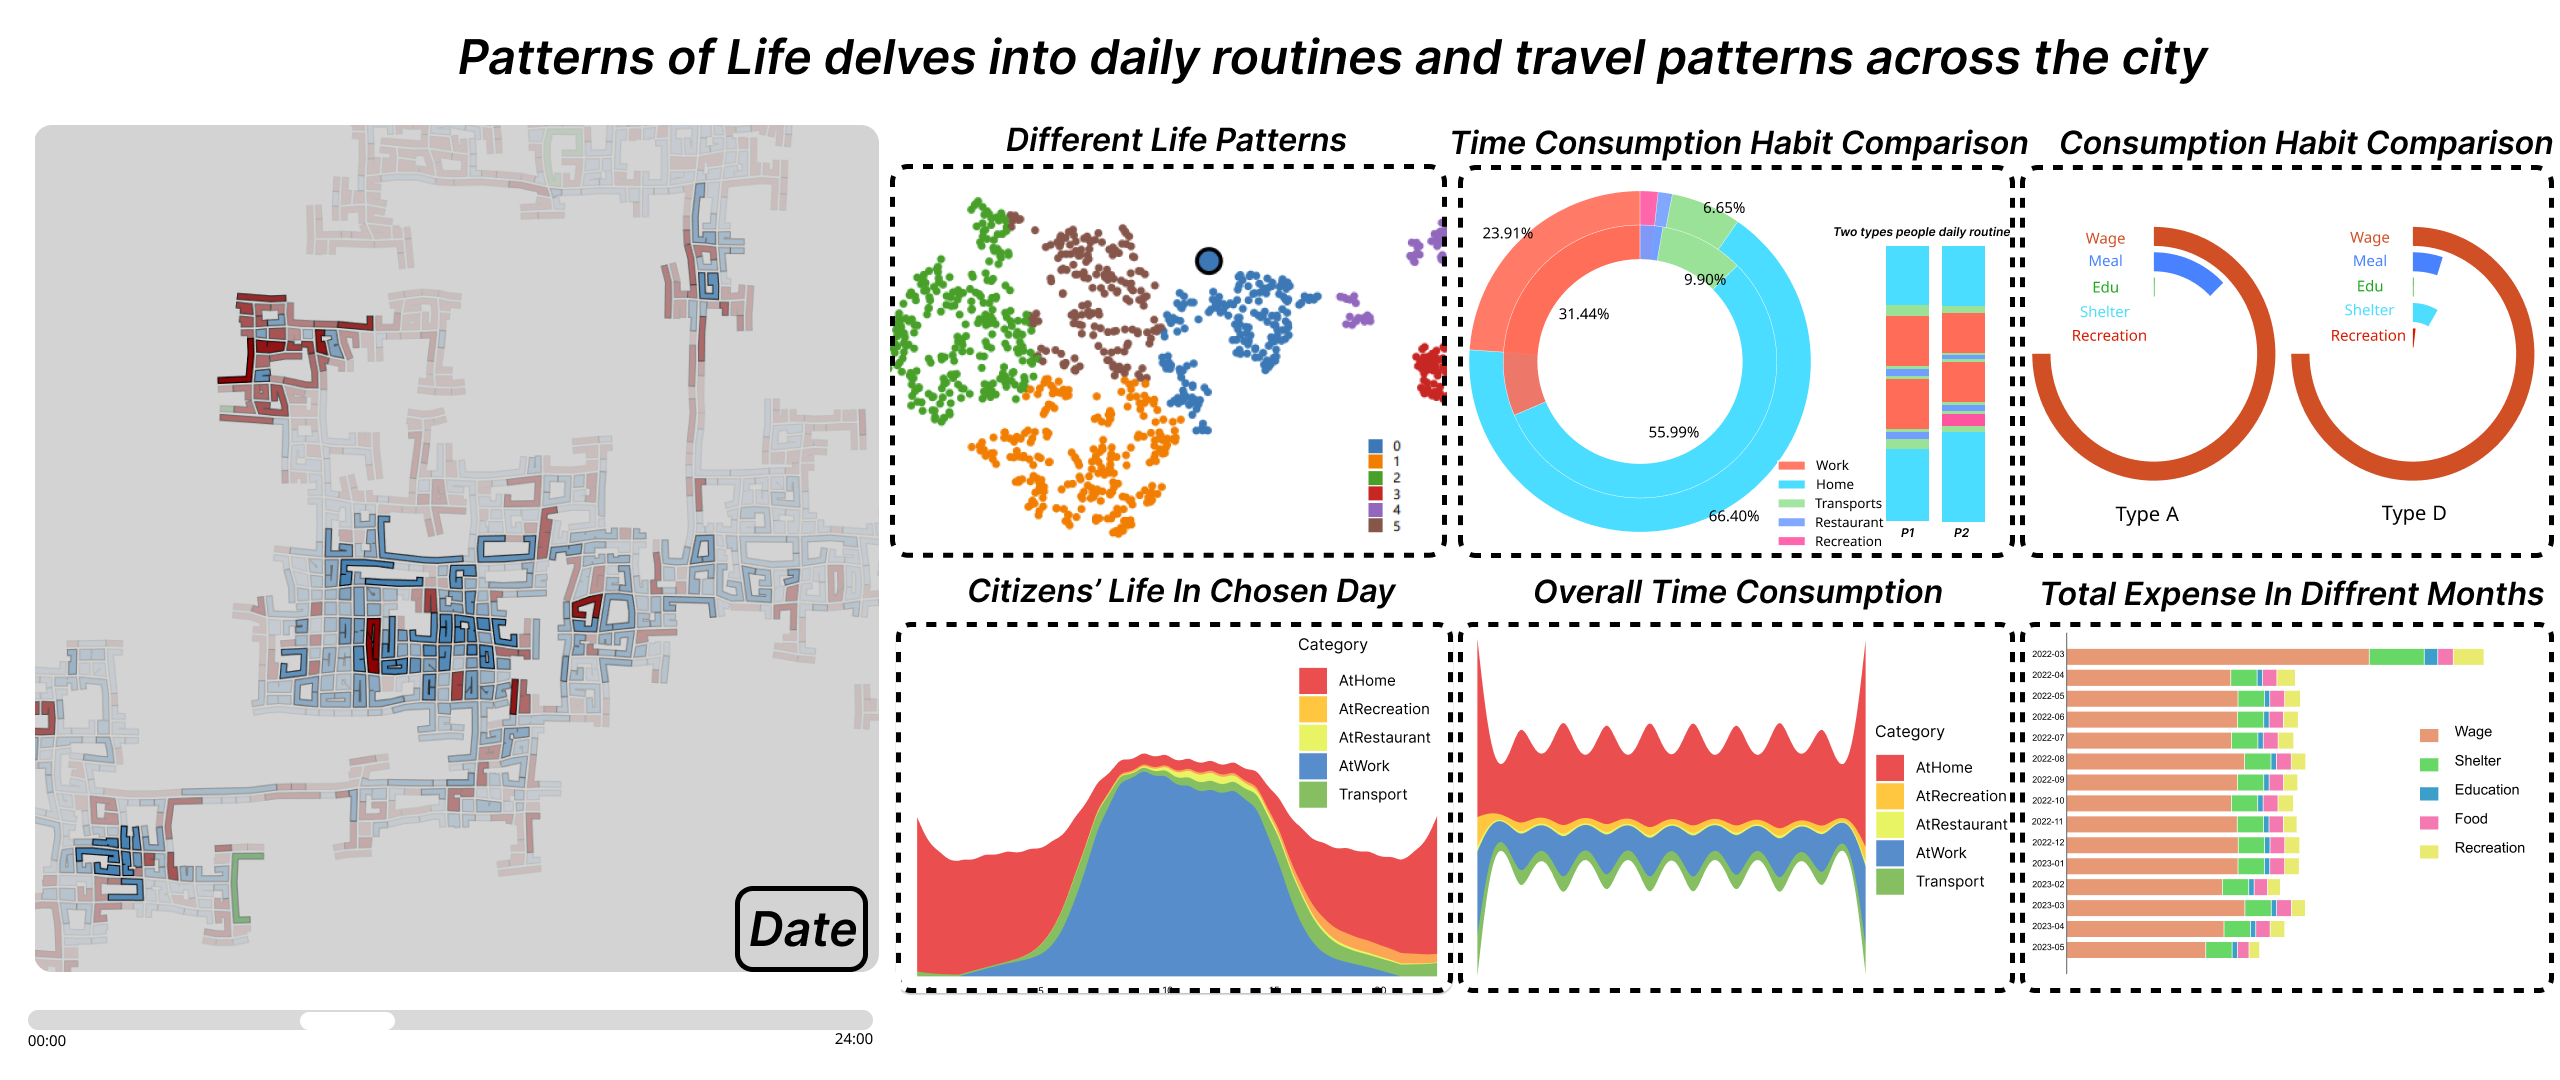 Patterns of Life delves into daily routines and travel patterns across the city
Date
00:00
24:00
Different Life Patterns
0
1
2
3
4
5
Time Consumption Habit Comparison
23.91%
6.65%
9.90%
31.44%
55.99%
66.40%
Work
Home
Transports
Restaurant
Recreation
Two types people daily routine
P1
P2
Consumption Habit Comparison
Wage
Meal
Edu
Shelter
Recreation
Type A
Wage
Meal
Edu
Shelter
Recreation
Type D
Citizens’ Life In Chosen Day
Category
AtHome
AtRecreation
AtRestaurant
AtWork
Transport
5
10
15
20
Overall Time Consumption
Category
AtHome
AtRecreation
AtRestaurant
AtWork
Transport
Total Expense In Diffrent Months
2022-03
2022-04
2022-05
2022-06
2022-07
2022-08
2022-09
2022-10
2022-11
2022-12
2023-01
2023-02
2023-03
2023-04
2023-05
Wage
Shelter
Education
Food
Recreation